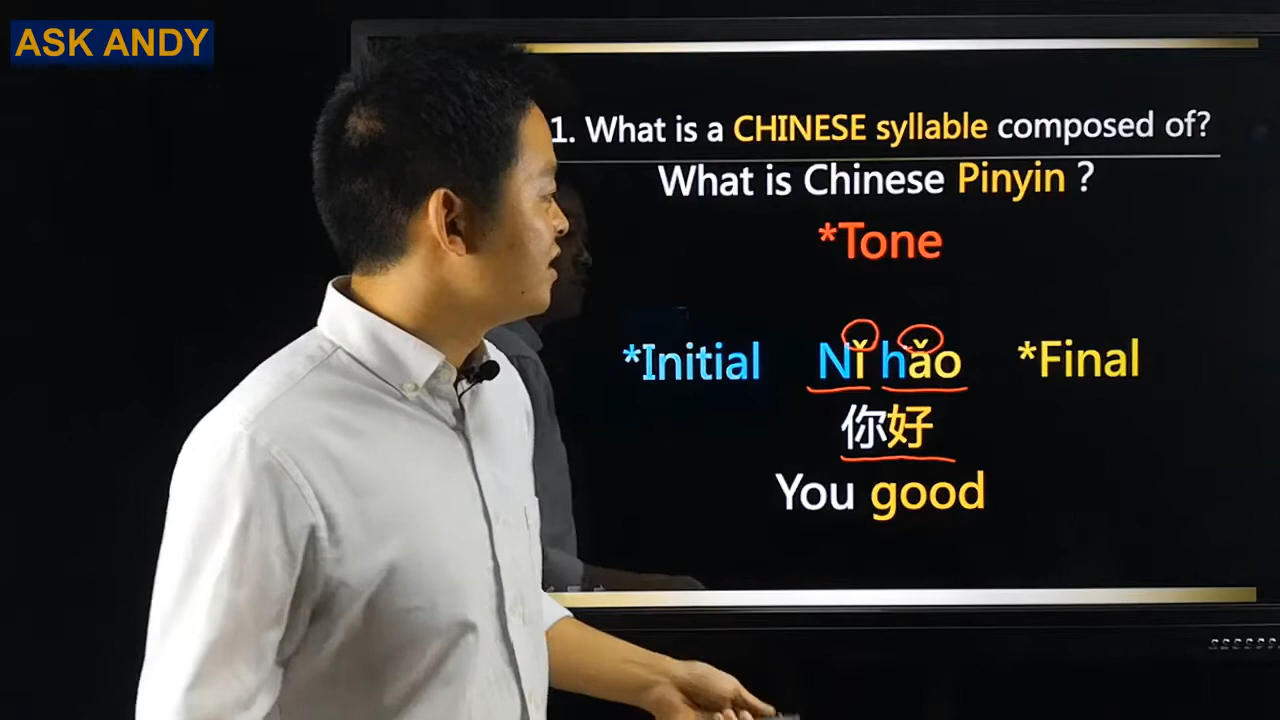 ASK ANDY
1. What is a CHINESE syllable composed of?
What is Chinese Pinyin ?
*Tone
*Initial Nǐ hǎo *Final
你好
You good